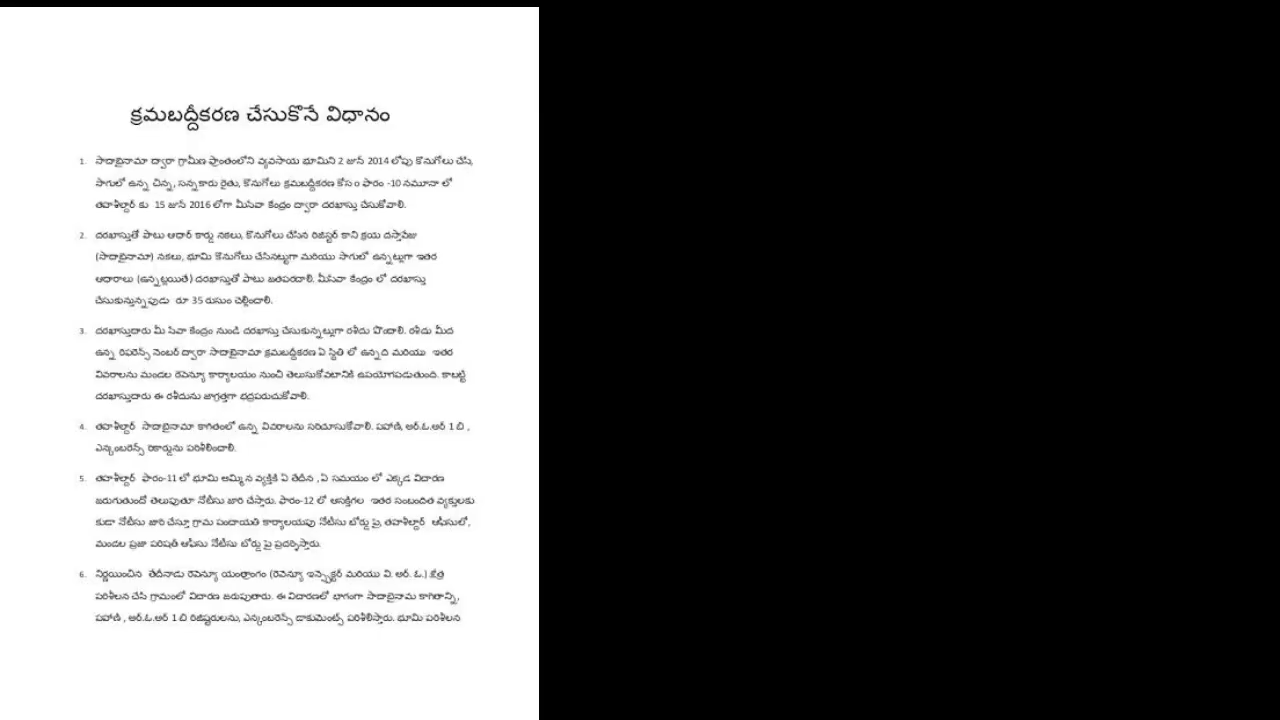 క్రమబద్దీకరణ చేసుకొనే విధానం
1. సాదాబైనామా ద్వారా గ్రామీణ ప్రాంతంలోని వ్యవసాయ భూమిని 2 జూన్ 2014 లోపు కొనుగోలు చేసి,
సాగులో ఉన్న చిన్న, సన్నకారు రైతు, కొనుగోలు క్రమబద్దీకరణ కోస ం ఫారం -10 నమూనా లో
తహశీల్దార్ కు 15 జూన్ 2016 లోగా మీసేవా కేంద్రం ద్వారా దరఖాస్తు చేసుకోవాలి.
2. దరఖాస్తుతో పాటు ఆధార్ కార్డు నకలు, కొనుగోలు చేసిన రిజిస్టర్ కాని క్రయ దస్తావేజు
(సాదాబైనామా) నకలు, భూమి కొనుగోలు చేసినట్టుగా మరియు సాగులో ఉన్నట్లుగా ఇతర
ఆధారాలు (ఉన్నట్లయితే) దరఖాస్తుతో పాటు జతపరచాలి. మీసేవా కేంద్రం లో దరఖాస్తు
చేసుకున్నప్పుడు రూ 35 రుసుం చెల్లించాలి.
3. దరఖాస్తుదారు మీ సేవా కేంద్రం నుండి దరఖాస్తు చేసుకున్నట్లుగా రశీదు పొందాలి. రశీదు మీద
ఉన్న రిఫరెన్స్ నెంబర్ ద్వారా సాదాబైనామా క్రమబద్దీకరణ ఏ స్థితి లో ఉన్నది మరియు ఇతర
వివరాలను మండల రెవెన్యూ కార్యాలయం నుంచి తెలుసుకోవటానికి ఉపయోగపడుతుంది. కాబట్టి
దరఖాస్తుదారు ఈ రశీదును జాగ్రత్తగా భద్రపరుచుకోవాలి.
4. తహశీల్దార్ సాదాబైనామా కాగితంలో ఉన్న వివరాలను సరిచూసుకోవాలి. పహాణి, ఆర్.ఓ.ఆర్ 1 బి ,
ఎన్కంబరెన్స్ రికార్డును పరిశీలించాలి.
5. తహశీల్దార్ ఫారం-11 లో భూమి అమ్మిన వ్యక్తికి ఏ తేదీన ,ఏ సమయం లో ఎక్కడ విచారణ
జరుగుతుందో తెలుపుతూ నోటీసు జారి చేస్తారు. ఫారం-12 లో ఆసక్తిగల ఇతర సంబందిత వ్యక్తులకు
కుడా నోటీసు జారి చేస్తూ గ్రామ పంచాయతి కార్యాలయపు నోటీసు బోర్డు పై, తహశీల్దార్ ఆఫీసులో,
మండల ప్రజా పరిషత్ ఆఫీసు నోటీసు బోర్డు పై ప్రదర్శిస్తారు.
6. నిర్ణయించిన తేదీనాడు రెవెన్యూ యంత్రాంగం (రెవెన్యూ ఇన్స్పెక్టర్ మరియు వి. ఆర్. ఓ.) క్షేత్ర
పరిశీలన చేసి గ్రామంలో విచారణ జరుపుతారు. ఈ విచారణలో భాగంగా సాదాబైనామ కాగితాన్ని,
పహాణి , ఆర్.ఓ.ఆర్ 1 బి రిజిష్టరులను, ఎన్కంబరెన్స్ డాకుమెంట్స్ పరిశీలిస్తారు. భూమి పరిశీలన